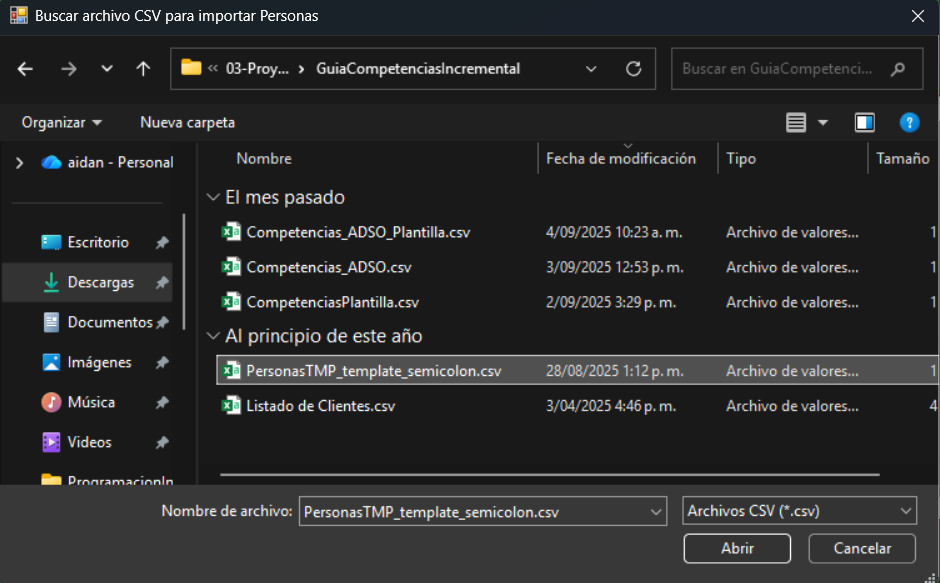 Buscar archivo CSV para importar Personas
« 03-Proy... › GuiaCompetenciasIncremental
Buscar en GuiaCompetenci...
Organizar Nueva carpeta
aidan - Personal
Escritorio
Descargas
Documentos
Imágenes
Música
Videos
ProgramacionIn
Nombre Fecha de modificación Tipo Tamaño
El mes pasado
Competencias_ADSO_Plantilla.csv 4/09/2025 10:23 a. m. Archivo de valores... 1
Competencias_ADSO.csv 3/09/2025 12:53 p. m. Archivo de valores... 1
CompetenciasPlantilla.csv 2/09/2025 3:29 p. m. Archivo de valores... 1
Al principio de este año
PersonasTMP_template_semicolon.csv 28/08/2025 1:12 p. m. Archivo de valores... 1
Listado de Clientes.csv 3/04/2025 4:46 p. m. Archivo de valores... 4
Nombre de archivo: PersonasTMP_template_semicolon.csv Archivos CSV (*.csv)
Abrir Cancelar